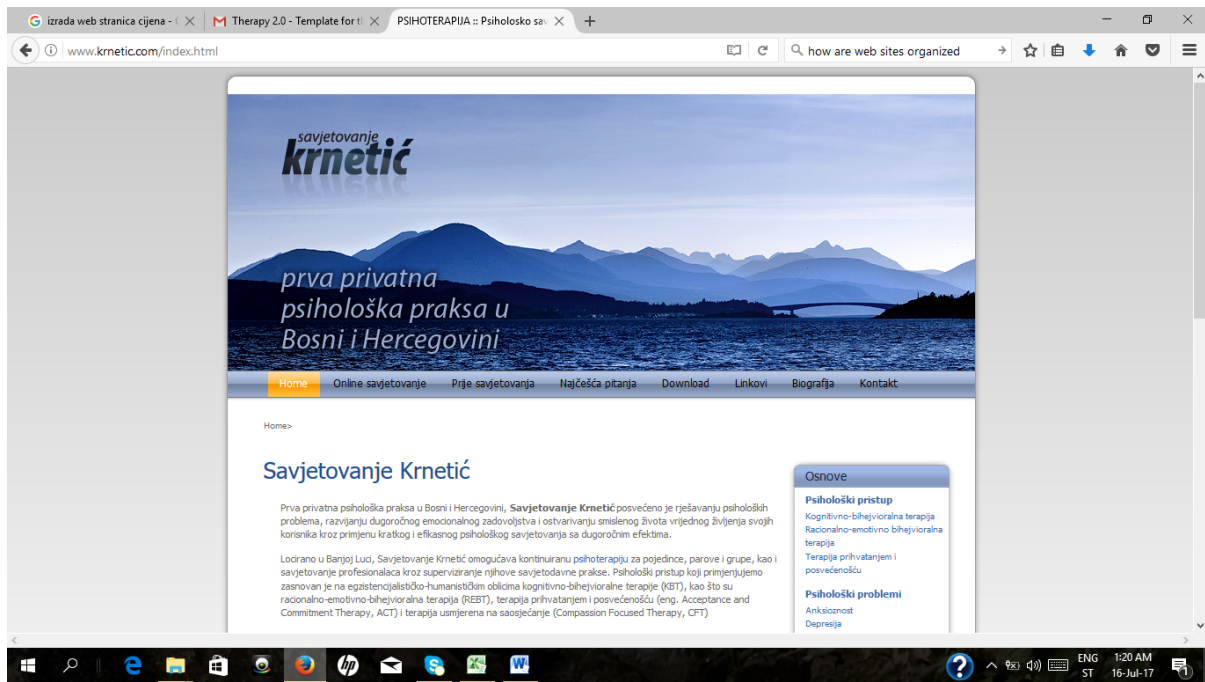 izrada web stranica cijena -
Therapy 2.0 - Template for t
PSIHOTERAPIJA :: Psiholosko sav
www.krnetic.com/index.html
how are web sites organized
savjetovanje
krnetić
prva privatna
psihološka praksa u
Bosni i Hercegovini
Home Online savjetovanje Prije savjetovanja Najčešća pitanja Download Linkovi Biografija Kontakt
Home>
Savjetovanje Krnetić
Prva privatna psihološka praksa u Bosni i Hercegovini, Savjetovanje Krnetić posvećeno je rješavanju psiholoških
problema, razvijanju dugoročnog emocionalnog zadovoljstva i ostvarivanju smislenog života vrijednog življenja svojih
korisnika kroz primjenu kratkog i efikasnog psihološkog savjetovanja sa dugoročnim efektima.
Locirano u Banjoj Luci, Savjetovanje Krnetić omogućava kontinuiranu psihoterapiju za pojedince, parove i grupe, kao i
savjetovanje profesionalaca kroz superviziranje njihove savjetodavne prakse. Psihološki pristup koji primjenjujemo
zasnovan je na egzistencijalističko-humanističkim oblicima kognitivno-bihejvioralne terapije (KBT), kao što su
racionalno-emotivno-bihejvioralna terapija (REBT), terapija prihvatanjem i posvećenošću (eng. Acceptance and
Commitment Therapy, ACT) i terapija usmjerena na saosjećanje (Compassion Focused Therapy, CFT)
Osnove
Psihološki pristup
Kognitivno-bihejvioralna terapija
Racionalno-emotivno bihejvioralna
terapija
Terapija prihvatanjem i
posvećenošću
Psihološki problemi
Anksioznost
Depresija
ENG 1:20 AM
ST 16-Jul-17